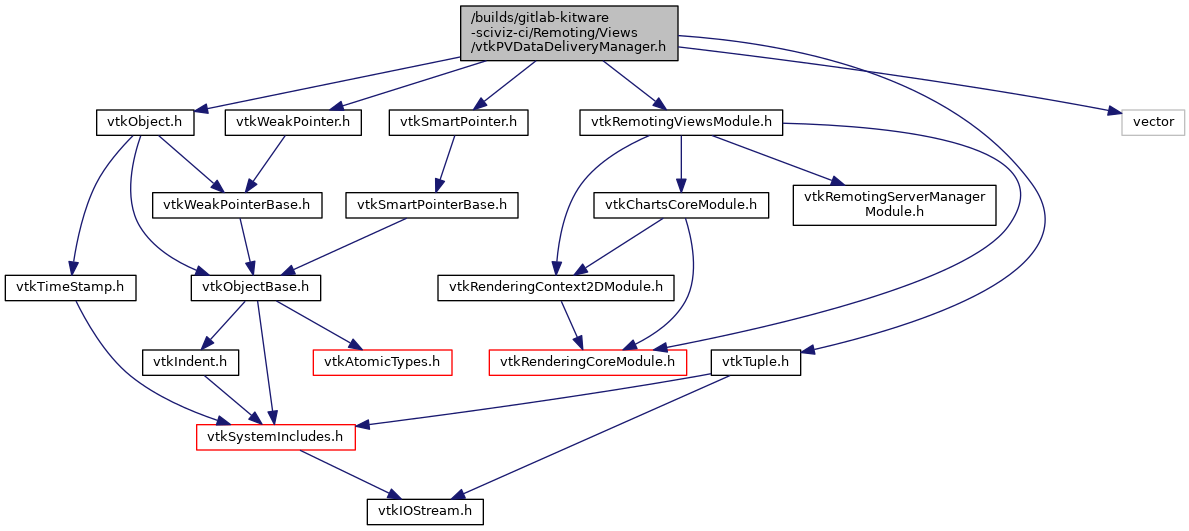 /builds/gitlab-kitware
-sciviz-ci/Remoting/Views
/vtkPVDataDeliveryManager.h
vtkObject.h
vtkWeakPointer.h
vtkSmartPointer.h
vtkRemotingViewsModule.h
vector
vtkWeakPointerBase.h
vtkSmartPointerBase.h
vtkChartsCoreModule.h
vtkRemotingServerManager
Module.h
vtkTimeStamp.h
vtkObjectBase.h
vtkRenderingContext2DModule.h
vtkIndent.h
vtkAtomicTypes.h
vtkRenderingCoreModule.h
vtkTuple.h
vtkSystemIncludes.h
vtkIOStream.h